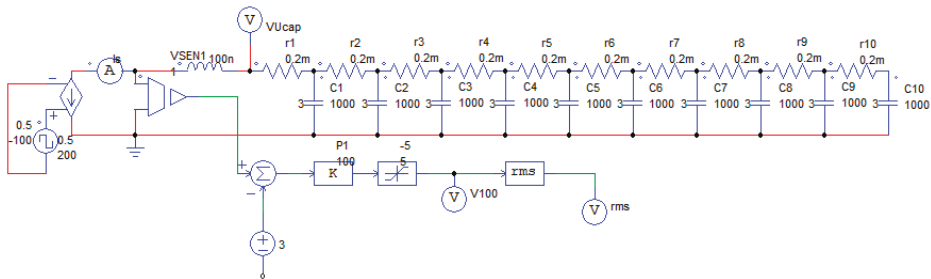 V
VUcap
Is
A
VSEN1
1
100n
r1
0.2m
r2
0.2m
r3
0.2m
r4
0.2m
r5
0.2m
r6
0.2m
r7
0.2m
r8
0.2m
r9
0.2m
r10
0.2m
C1
3 1000
C2
3 1000
C3
3 1000
C4
3 1000
C5
3 1000
C6
3 1000
C7
3 1000
C8
3 1000
C9
3 1000
C10
3 1000
0.5
-100
0.5
200
P1
100
K
-5
5
Σ
V
V100
rms
V
rms
3